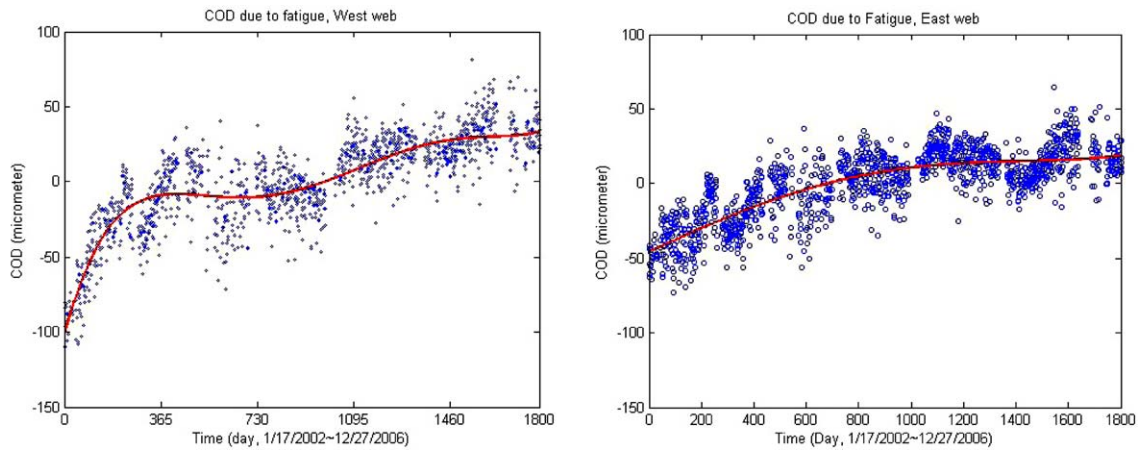 COD due to fatigue, West web
100
50
0
-50
-100
-150
COD (micrometer)
0 365 730 1095 1460 1800
Time (day, 1/17/2002~12/27/2006)
COD due to Fatigue, East web
100
50
0
-50
-100
-150
COD (micrometer)
0 200 400 600 800 1000 1200 1400 1600 1800
Time (Day, 1/17/2002~12/27/2006)